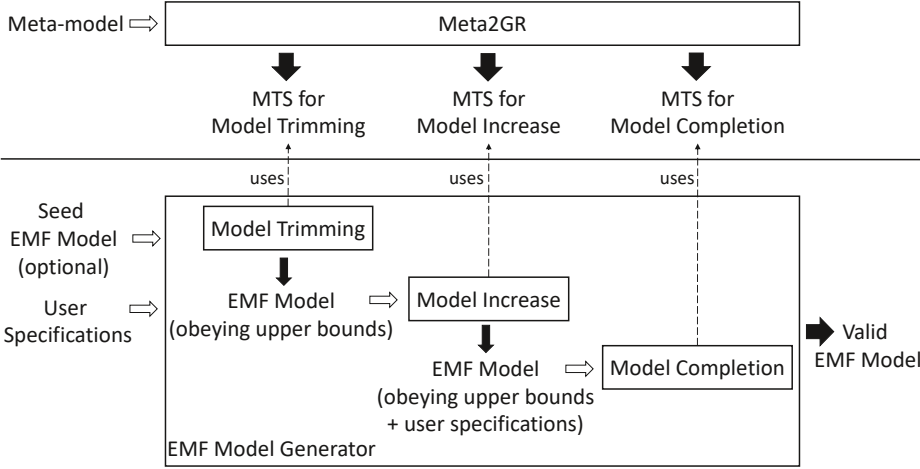 Meta-model
Meta2GR
MTS for
Model Trimming
MTS for
Model Increase
MTS for
Model Completion
uses
uses
uses
Seed
EMF Model
(optional)
User
Specifications
Model Trimming
EMF Model
(obeying upper bounds)
Model Increase
EMF Model
(obeying upper bounds
+ user specifications)
Model Completion
EMF Model Generator
Valid
EMF Model